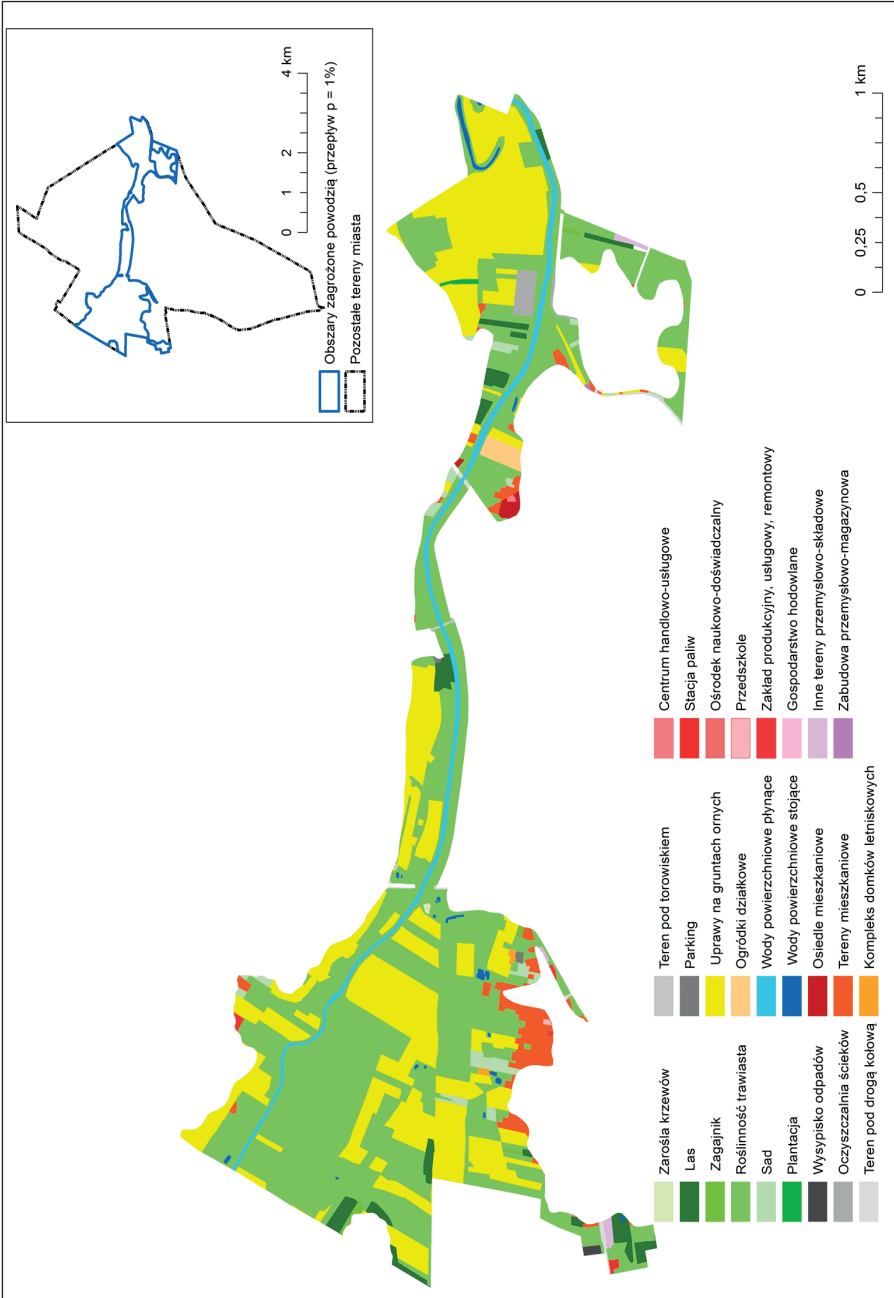 0 1 2 4 km
Obszary zagrożone powodzią (przepływ p = 1%)
Pozostałe tereny miasta
0 0,25 0,5 1 km
Zarośla krzewów
Las
Zagajnik
Roślinność trawiasta
Sad
Plantacja
Wysypisko odpadów
Oczyszczalnia ścieków
Teren pod drogą kołową
Teren pod torowiskiem
Parking
Uprawy na gruntach ornych
Ogródki działkowe
Wody powierzchniowe płynące
Wody powierzchniowe stojące
Osiedle mieszkaniowe
Tereny mieszkaniowe
Kompleks domków letniskowych
Centrum handlowo-usługowe
Stacja paliw
Ośrodek naukowo-doświadczalny
Przedszkole
Zakład produkcyjny, usługowy, remontowy
Gospodarstwo hodowlane
Inne tereny przemysłowo-składowe
Zabudowa przemysłowo-magazynowa